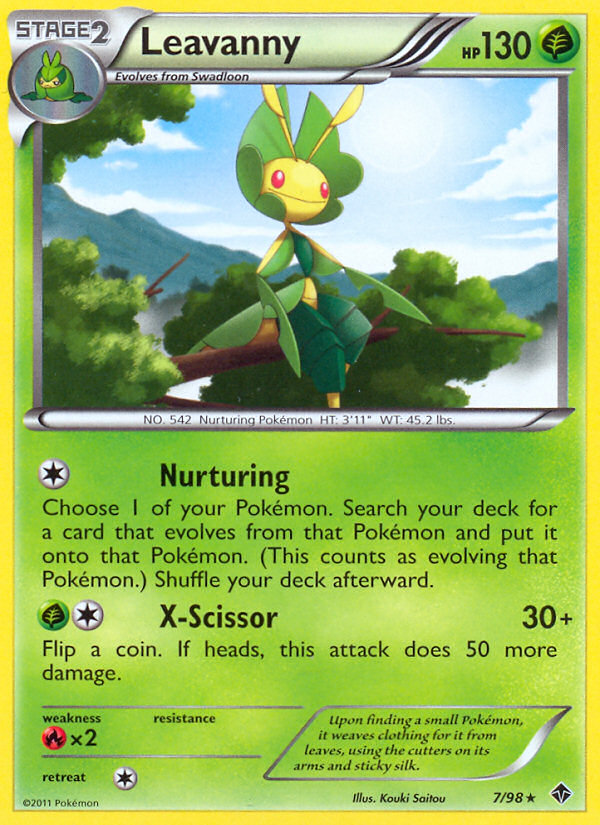 STAGE2
Leavanny
HP130
Evolves from Swadloon
NO. 542 Nurturing Pokémon HT: 3'11" WT: 45.2 lbs.
Nurturing
Choose 1 of your Pokémon. Search your deck for
a card that evolves from that Pokémon and put it
onto that Pokémon. (This counts as evolving that
Pokémon.) Shuffle your deck afterward.
X-Scissor 30+
Flip a coin. If heads, this attack does 50 more
damage.
weakness resistance
×2
retreat
Upon finding a small Pokémon,
it weaves clothing for it from
leaves, using the cutters on its
arms and sticky silk.
©2011 Pokémon
Illus. Kouki Saitou
7/98★